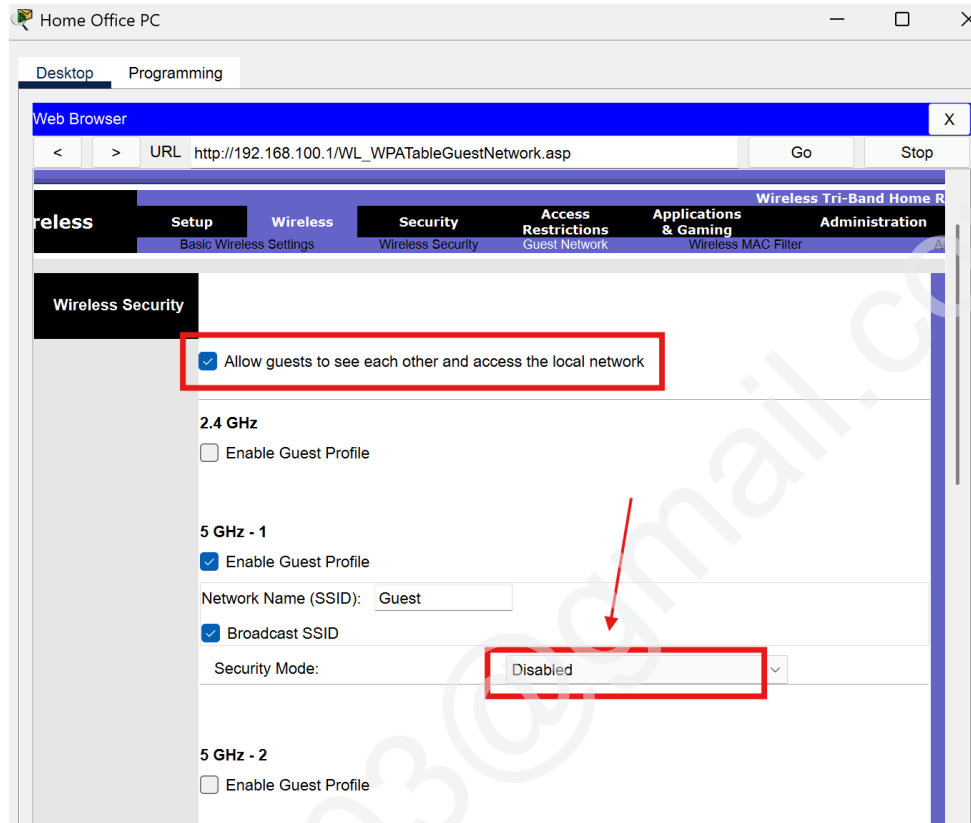 Home Office PC
Desktop Programming
Web Browser X
< > URL http://192.168.100.1/WL_WPATableGuestNetwork.asp Go Stop
Wireless Tri-Band Home R
reless Setup Wireless Security Access Restrictions Applications & Gaming Administration
Basic Wireless Settings Wireless Security Guest Network Wireless MAC Filter
Wireless Security
Allow guests to see each other and access the local network
2.4 GHz
Enable Guest Profile
5 GHz - 1
Enable Guest Profile
Network Name (SSID): Guest
Broadcast SSID
Security Mode: Disabled
5 GHz - 2
Enable Guest Profile
03@gmail.co